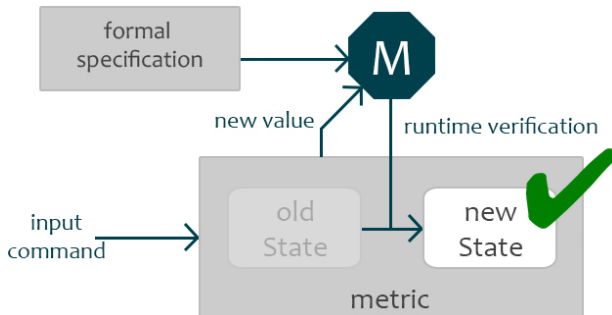 formal
specification
M
new value
runtime verification
input
command
old
State
new
State
metric